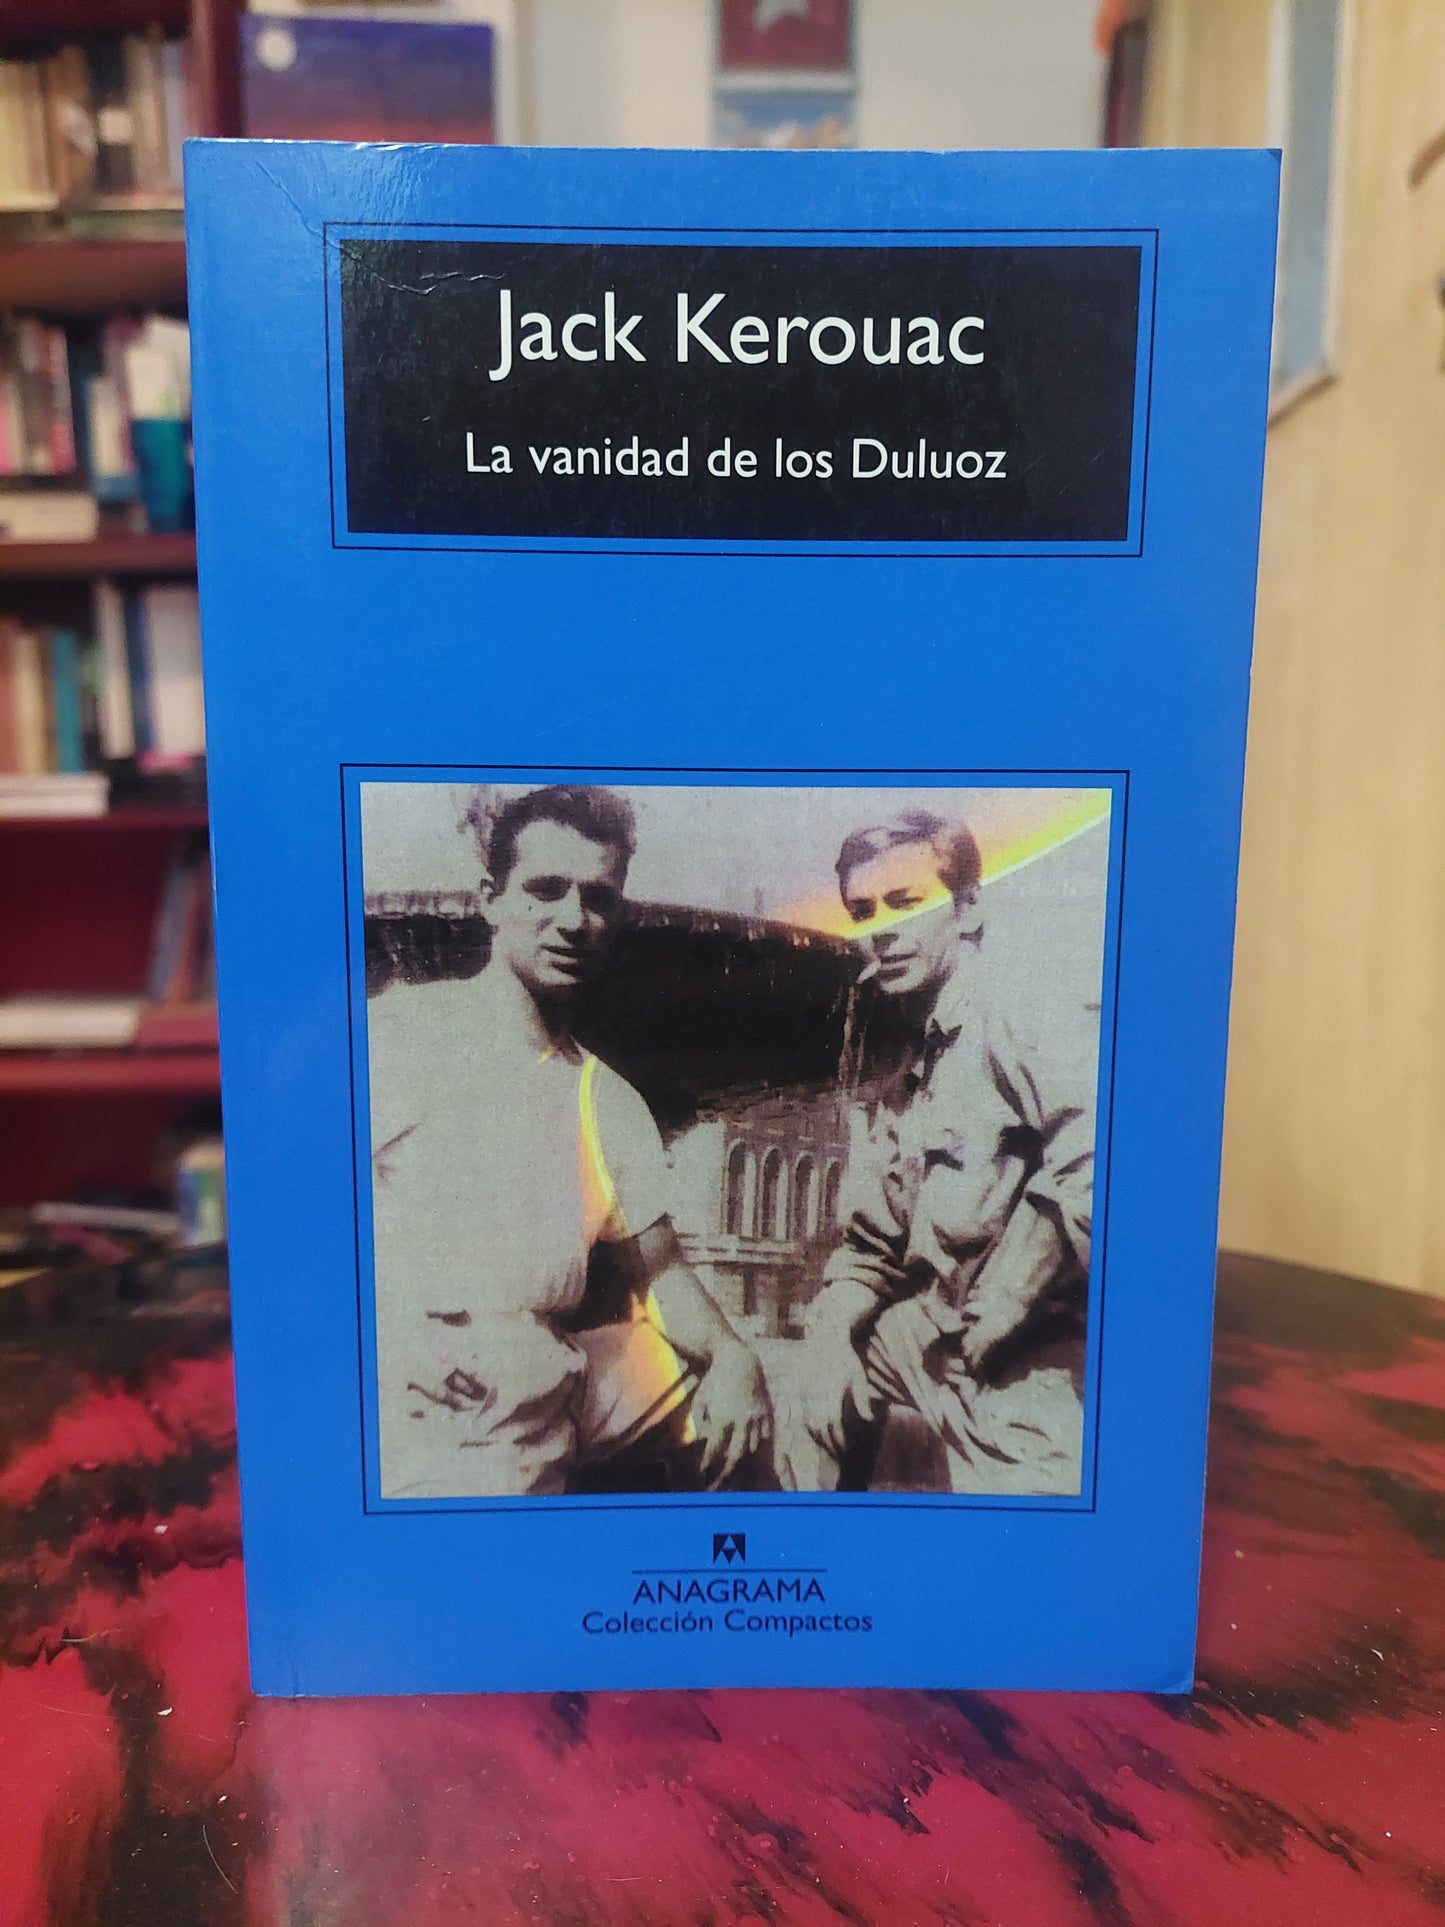 Jack Kerouac
La vanidad de los Duluoz
ANAGRAMA
Colección Compactos